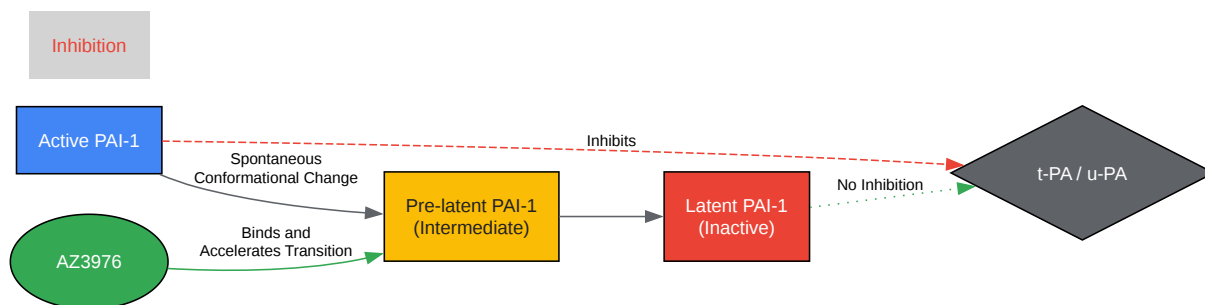 Inhibition
Active PAI-1
Inhibits
Spontaneous
Conformational Change
Pre-latent PAI-1
(Intermediate)
Latent PAI-1
(Inactive)
No Inhibition
t-PA / u-PA
Binds and
Accelerates Transition
AZ3976